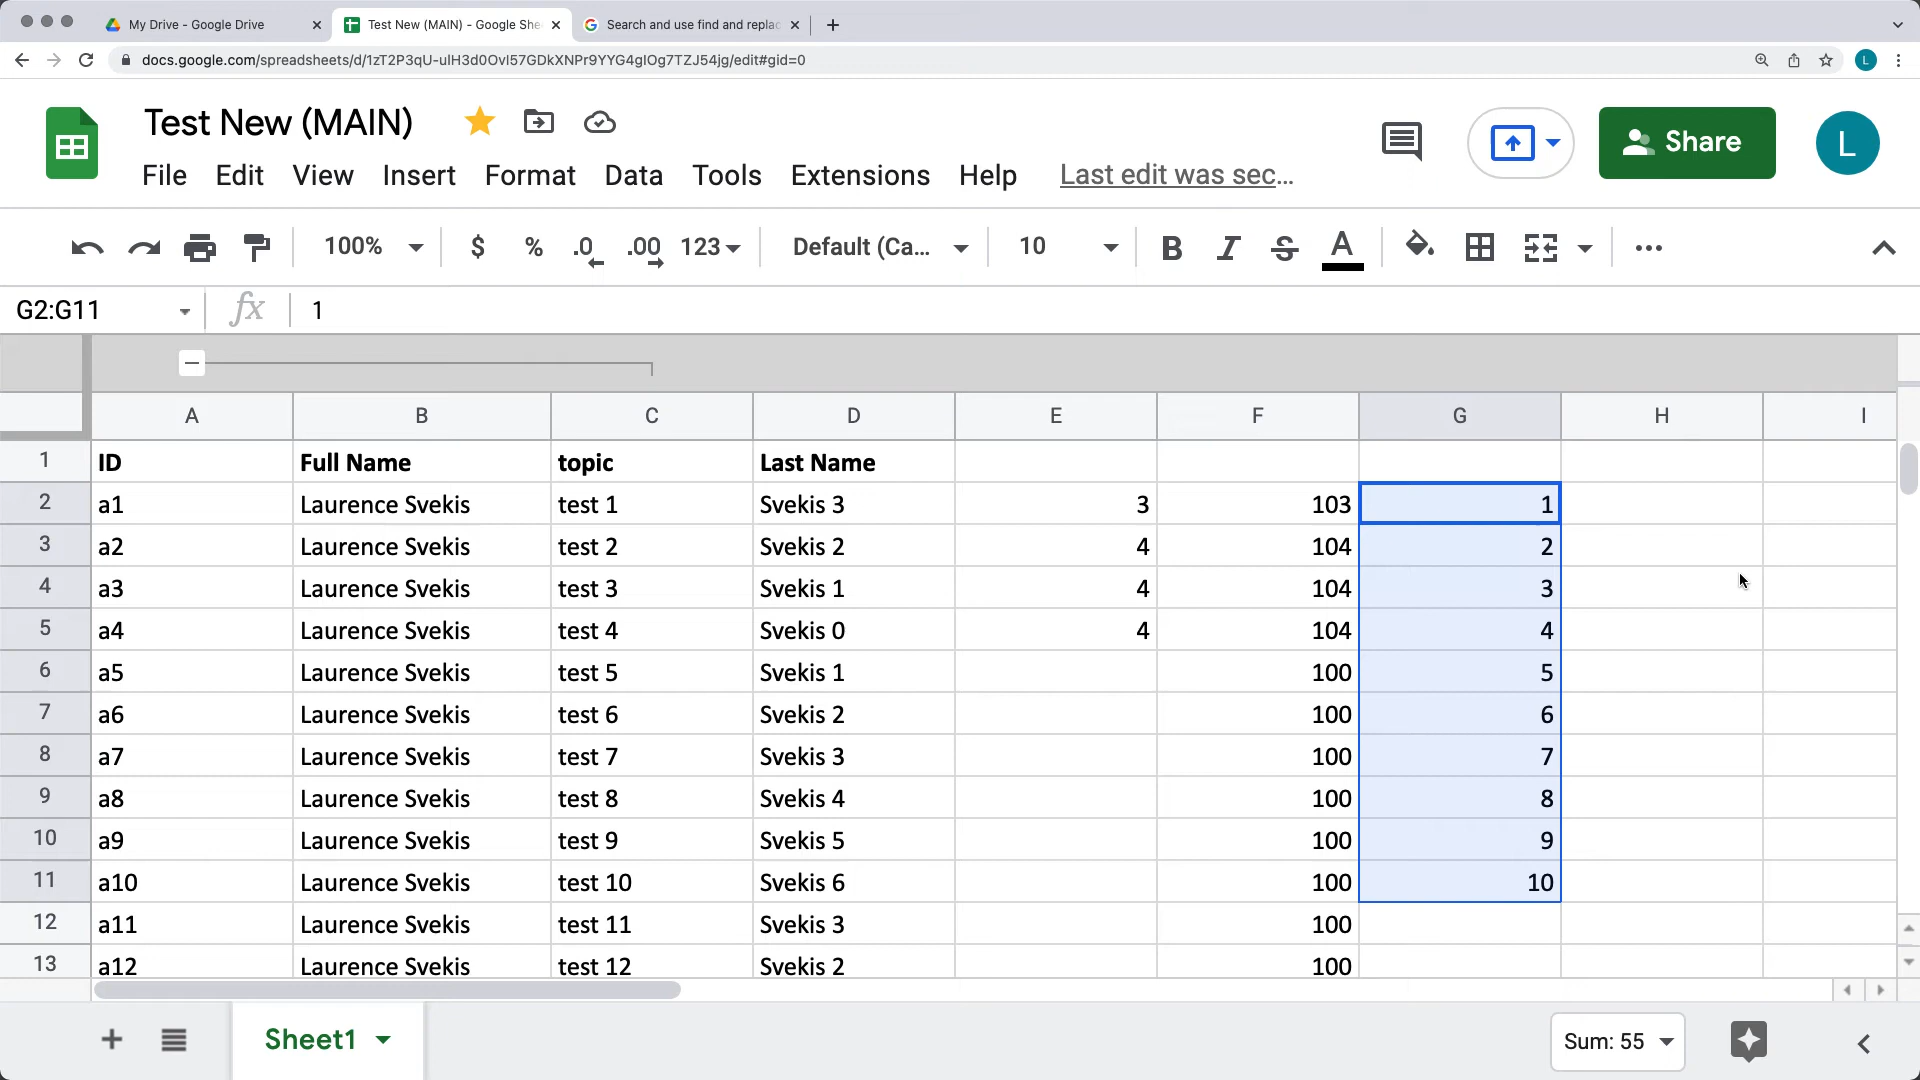 My Drive - Google Drive
Test New (MAIN) - Google She
Search and use find and replac
docs.google.com/spreadsheets/d/1zT2P3qU-uIH3d0OvI57GDkXNPr9YYG4gIOg7TZJ54jg/edit#gid=0
L
Test New (MAIN)
Share
L
File Edit View Insert Format Data Tools Extensions Help Last edit was sec...
100% $ % .0 .00 123 Default (Ca... 10 B I S A
G2:G11 fx 1
A B C D E F G H I
1 ID Full Name topic Last Name
2 a1 Laurence Svekis test 1 Svekis 3 3 103 1
3 a2 Laurence Svekis test 2 Svekis 2 4 104 2
4 a3 Laurence Svekis test 3 Svekis 1 4 104 3
5 a4 Laurence Svekis test 4 Svekis 0 4 104 4
6 a5 Laurence Svekis test 5 Svekis 1 100 5
7 a6 Laurence Svekis test 6 Svekis 2 100 6
8 a7 Laurence Svekis test 7 Svekis 3 100 7
9 a8 Laurence Svekis test 8 Svekis 4 100 8
10 a9 Laurence Svekis test 9 Svekis 5 100 9
11 a10 Laurence Svekis test 10 Svekis 6 100 10
12 a11 Laurence Svekis test 11 Svekis 3 100
13 a12 Laurence Svekis test 12 Svekis 2 100
Sheet1
Sum: 55